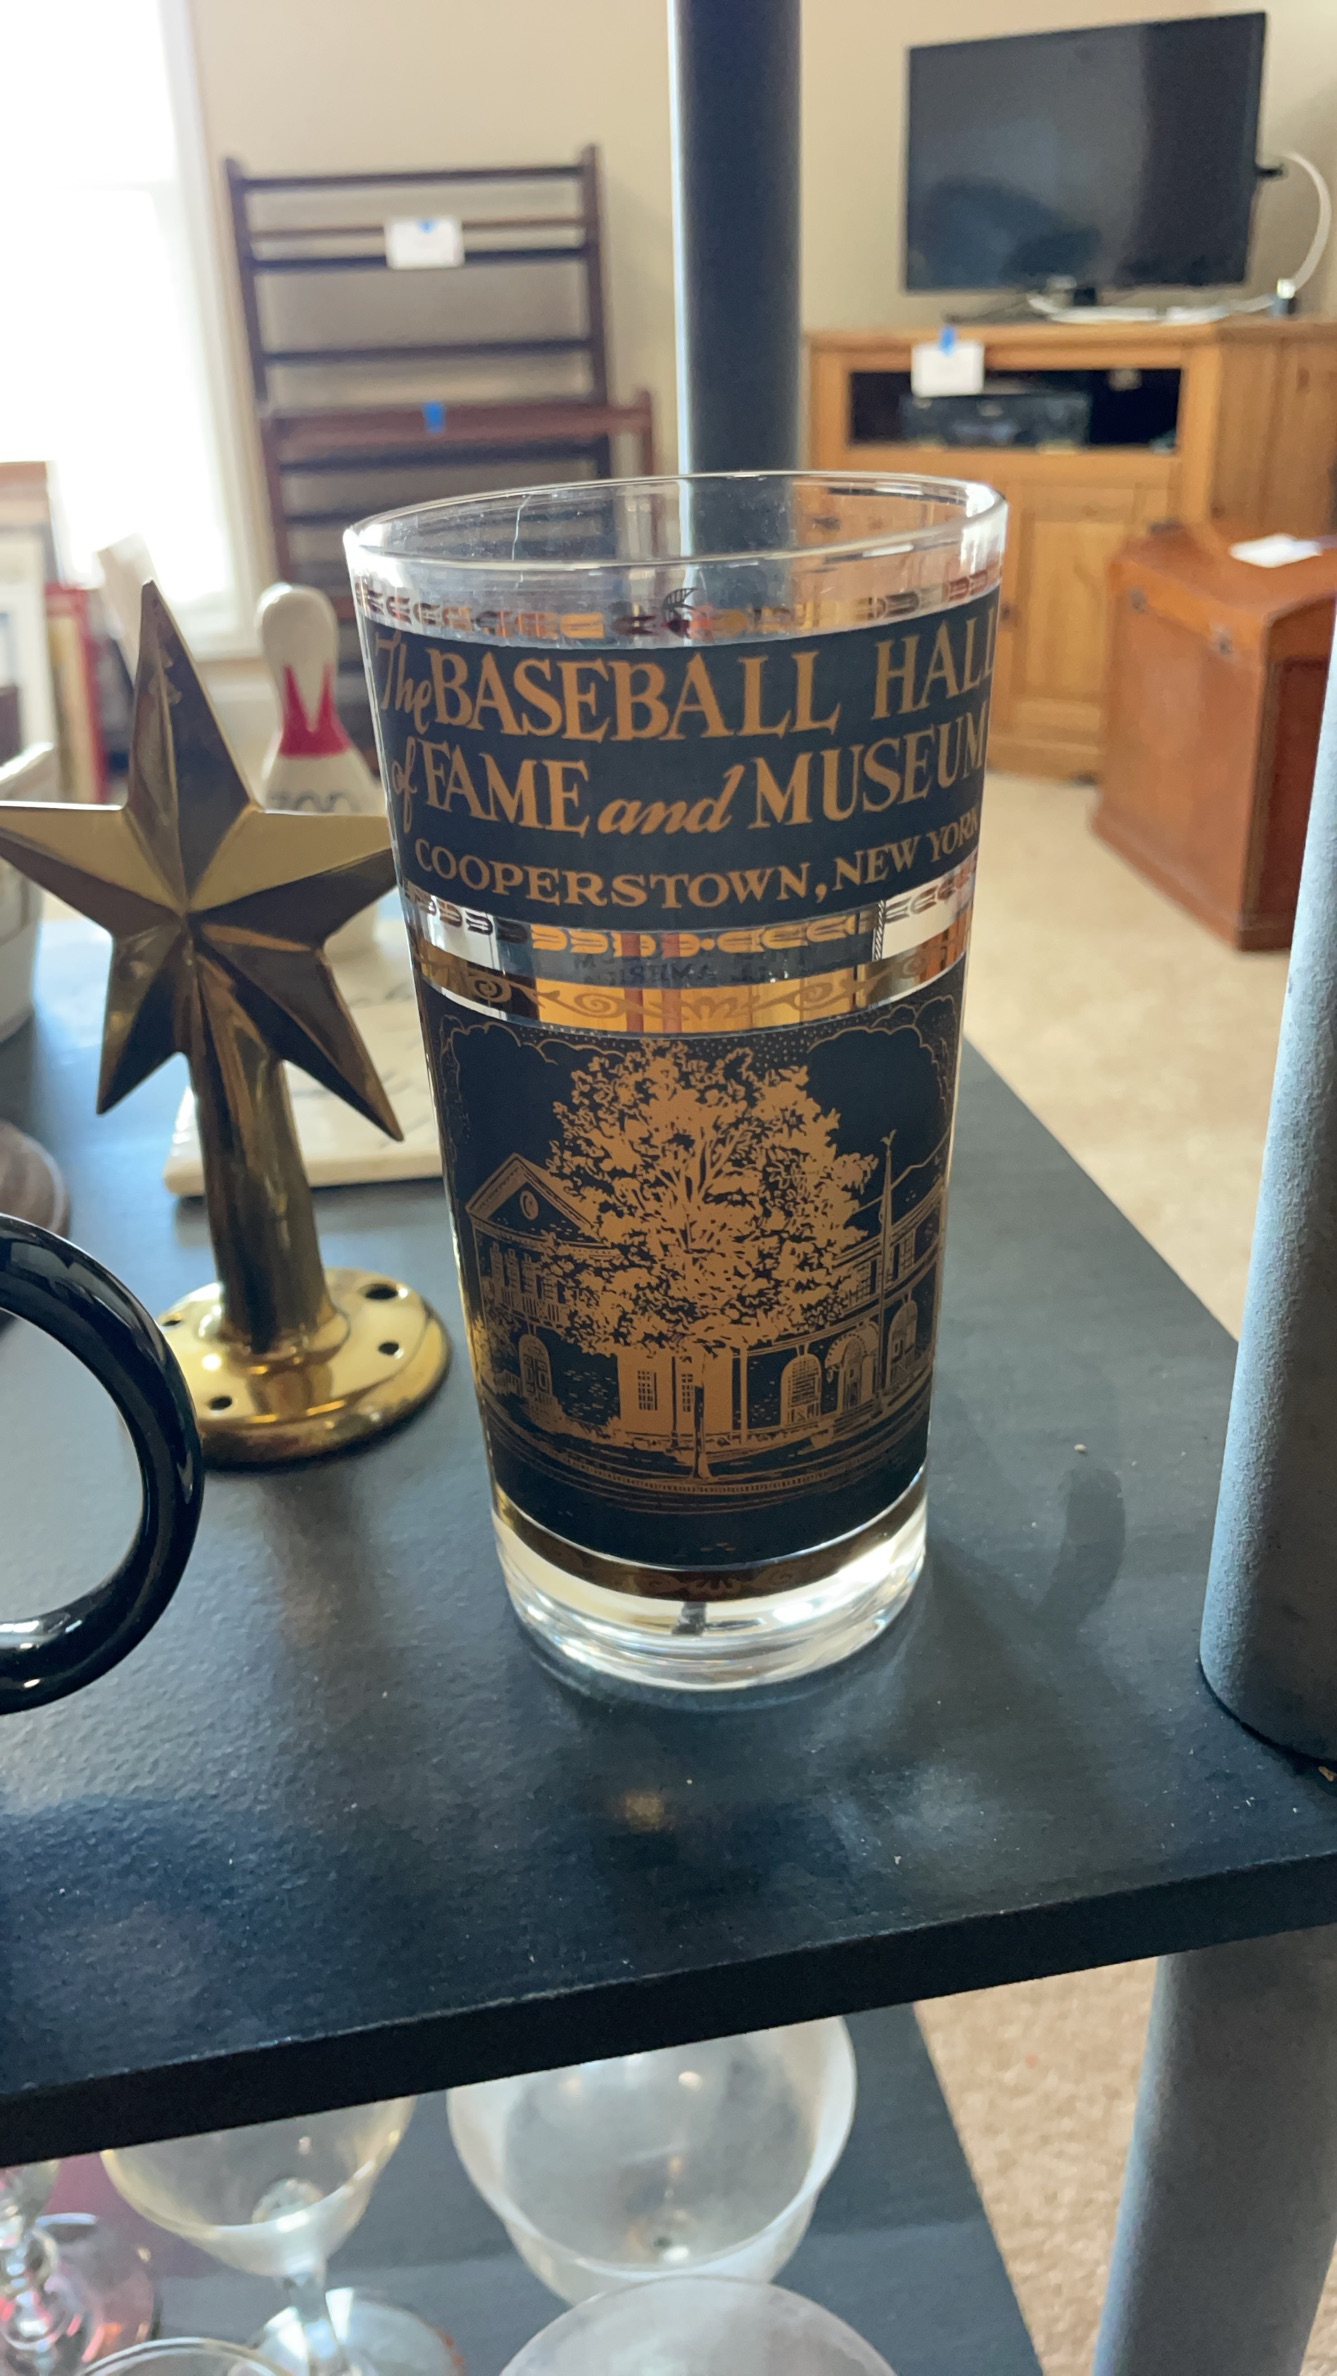 The BASEBALL HALL
of FAME and MUSEUM
COOPERSTOWN, NEW YORK